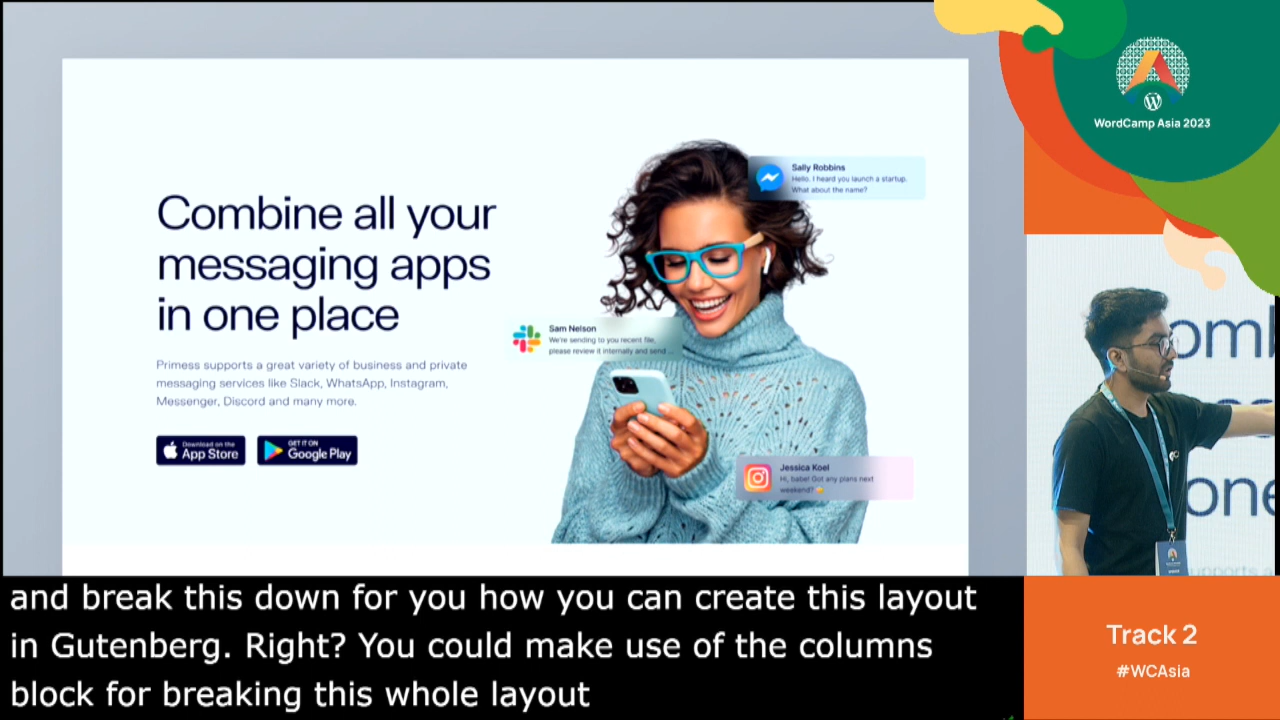 Combine all your
messaging apps
in one place
Primess supports a great variety of business and private
messaging services like Slack, WhatsApp, Instagram,
Messenger, Discord and many more.
Download on the
App Store
GET IT ON
Google Play
Sally Robbins
Hello. I heard you launch a startup.
What about the name?
Sam Nelson
We're sending to you recent file,
please review it internally and send ...
Jessica Koel
Hi, babe! Got any plans next
weekend?
WordCamp Asia 2023
omb
one
upports a
Track 2
#WCAsia
and break this down for you how you can create this layout
in Gutenberg. Right? You could make use of the columns
block for breaking this whole layout